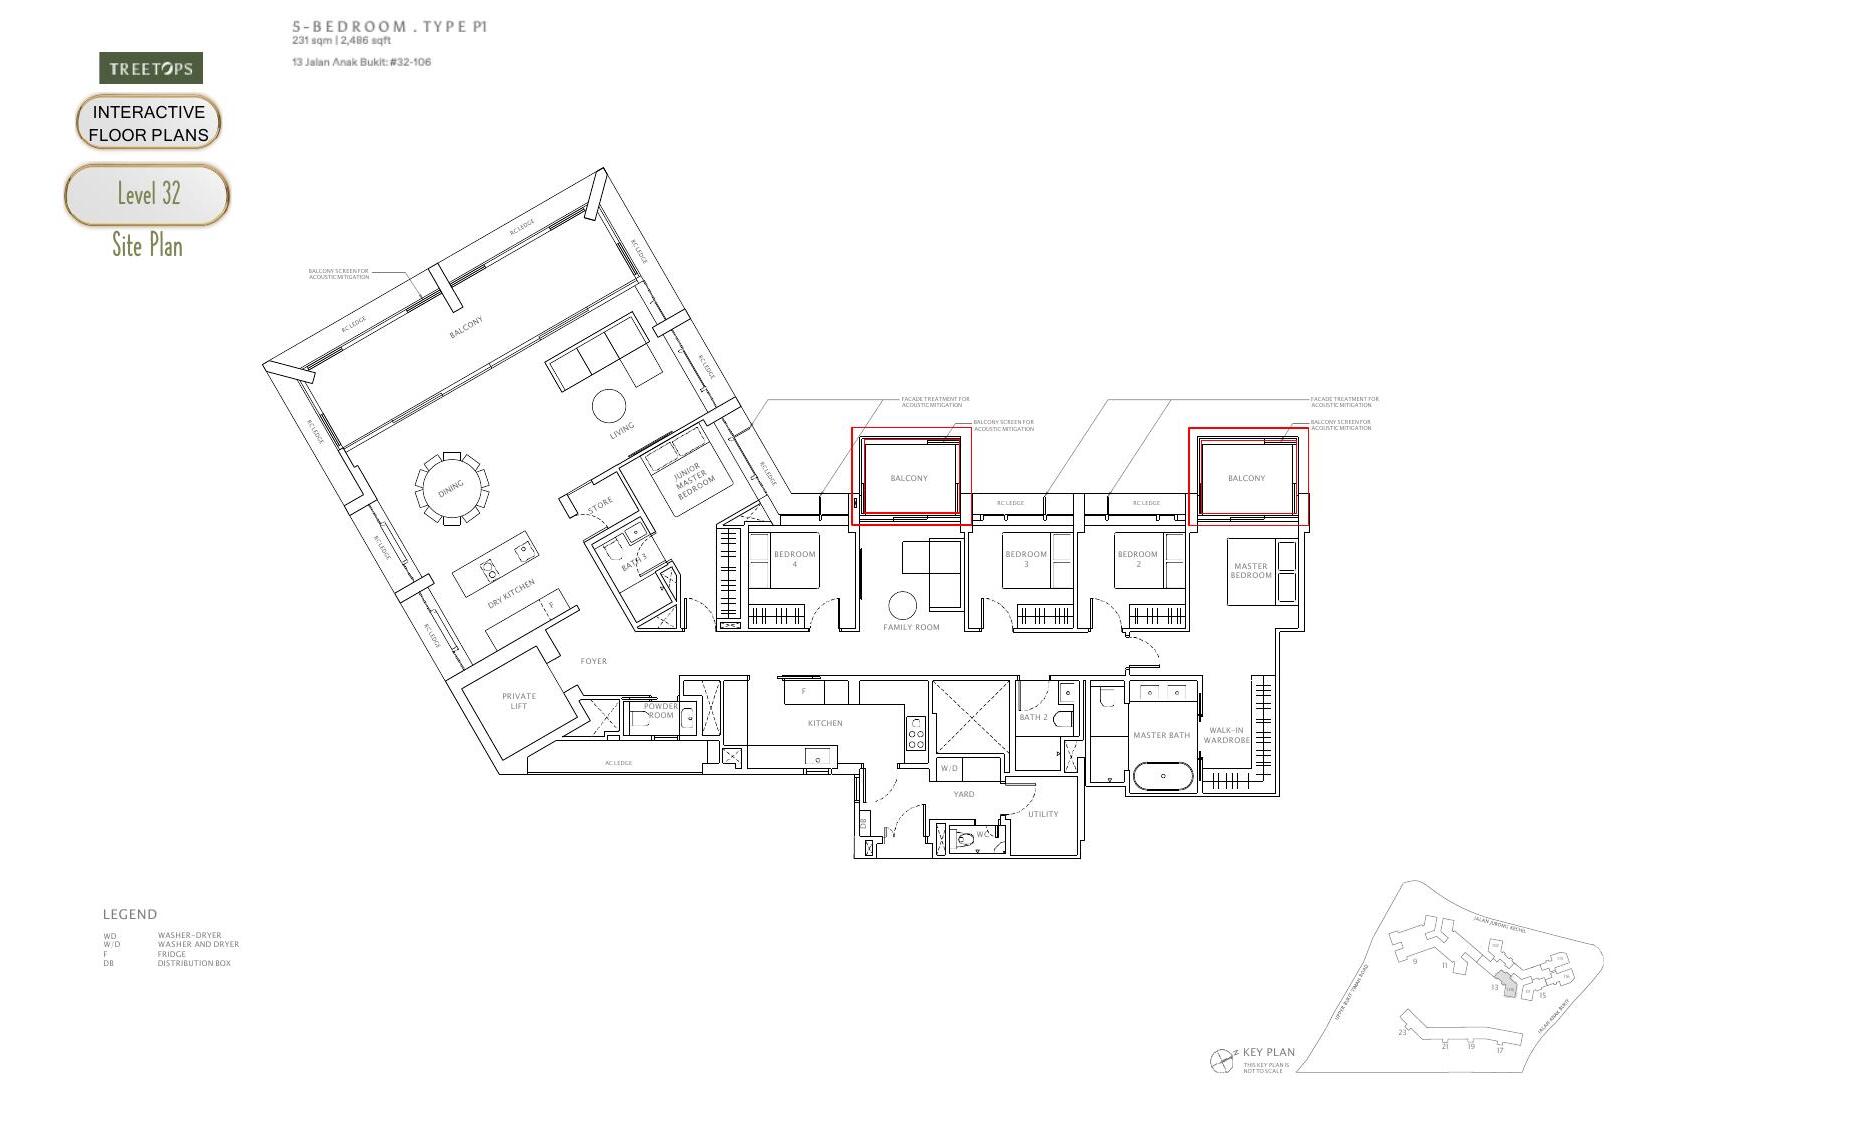 5-BEDROOM . TYPE P1
231 sqm | 2,486 sqft
13 Jalan Anak Bukit: #32-106
TREETOPS
INTERACTIVE
FLOOR PLANS
Level 32
Site Plan
RC LEDGE
RC LEDGE
BALCONY SCREEN FOR
ACOUSTIC MITIGATION
RC LEDGE
BALCONY
RC LEDGE
FACADE TREATMENT FOR
ACOUSTIC MITIGATION
FACADE TREATMENT FOR
ACOUSTIC MITIGATION
BALCONY SCREEN FOR
ACOUSTIC MITIGATION
BALCONY SCREEN FOR
ACOUSTIC MITIGATION
RC LEDGE
LIVING
RC LEDGE
JUNIOR
MASTER
BEDROOM
BALCONY
BALCONY
DINING
STORE
RC LEDGE
RC LEDGE
RC LEDGE
BATH 3
BEDROOM
4
BEDROOM
3
BEDROOM
2
MASTER
BEDROOM
DRY KITCHEN
F
RC LEDGE
FAMILY ROOM
FOYER
PRIVATE
LIFT
POWDER
ROOM
F
KITCHEN
BATH 2
MASTER BATH
WALK-IN
WARDROBE
AC LEDGE
W/D
YARD
UTILITY
DB
WC
LEGEND
WD WASHER-DRYER
W/D WASHER AND DRYER
F FRIDGE
DB DISTRIBUTION BOX
JALAN JURONG KECHIL
UPPER BUKIT TIMAH ROAD
JALAN ANAK BUKIT
9
11
13
15
23
21
19
17
N
KEY PLAN
THIS KEY PLAN IS
NOT TO SCALE